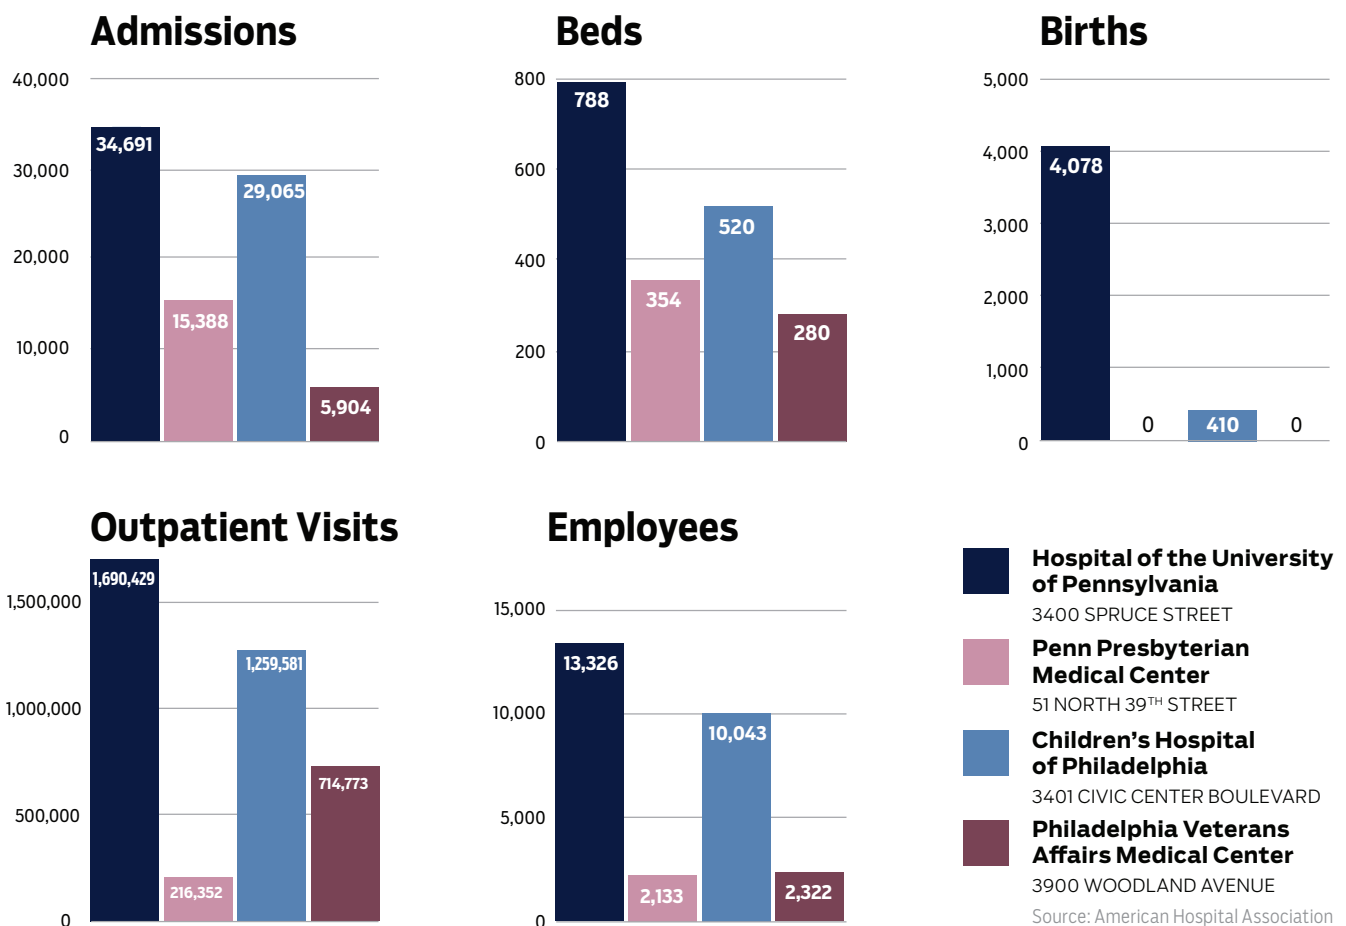 Admissions
40,000
30,000
20,000
10,000
0
34,691
15,388
29,065
5,904
Beds
800
600
400
200
0
788
354
520
280
Births
5,000
4,000
3,000
2,000
1,000
0
4,078
0
410
0
Outpatient Visits
1,500,000
1,000,000
500,000
0
1,690,429
216,352
1,259,581
714,773
Employees
15,000
10,000
5,000
0
13,326
2,133
10,043
2,322
Hospital of the University
of Pennsylvania
3400 SPRUCE STREET
Penn Presbyterian
Medical Center
51 NORTH 39TH STREET
Children’s Hospital
of Philadelphia
3401 CIVIC CENTER BOULEVARD
Philadelphia Veterans
Affairs Medical Center
3900 WOODLAND AVENUE
Source: American Hospital Association